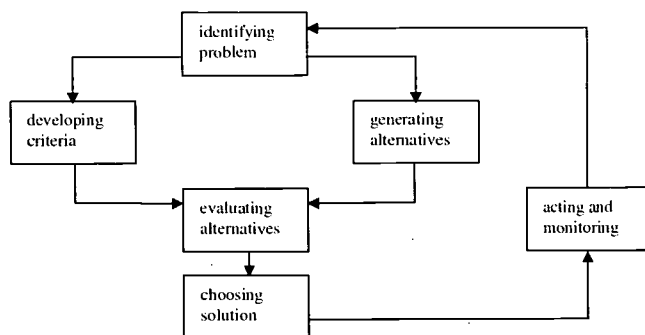 identifying
problem
developing
criteria
generating
alternatives
evaluating
alternatives
acting and
monitoring
choosing
solution